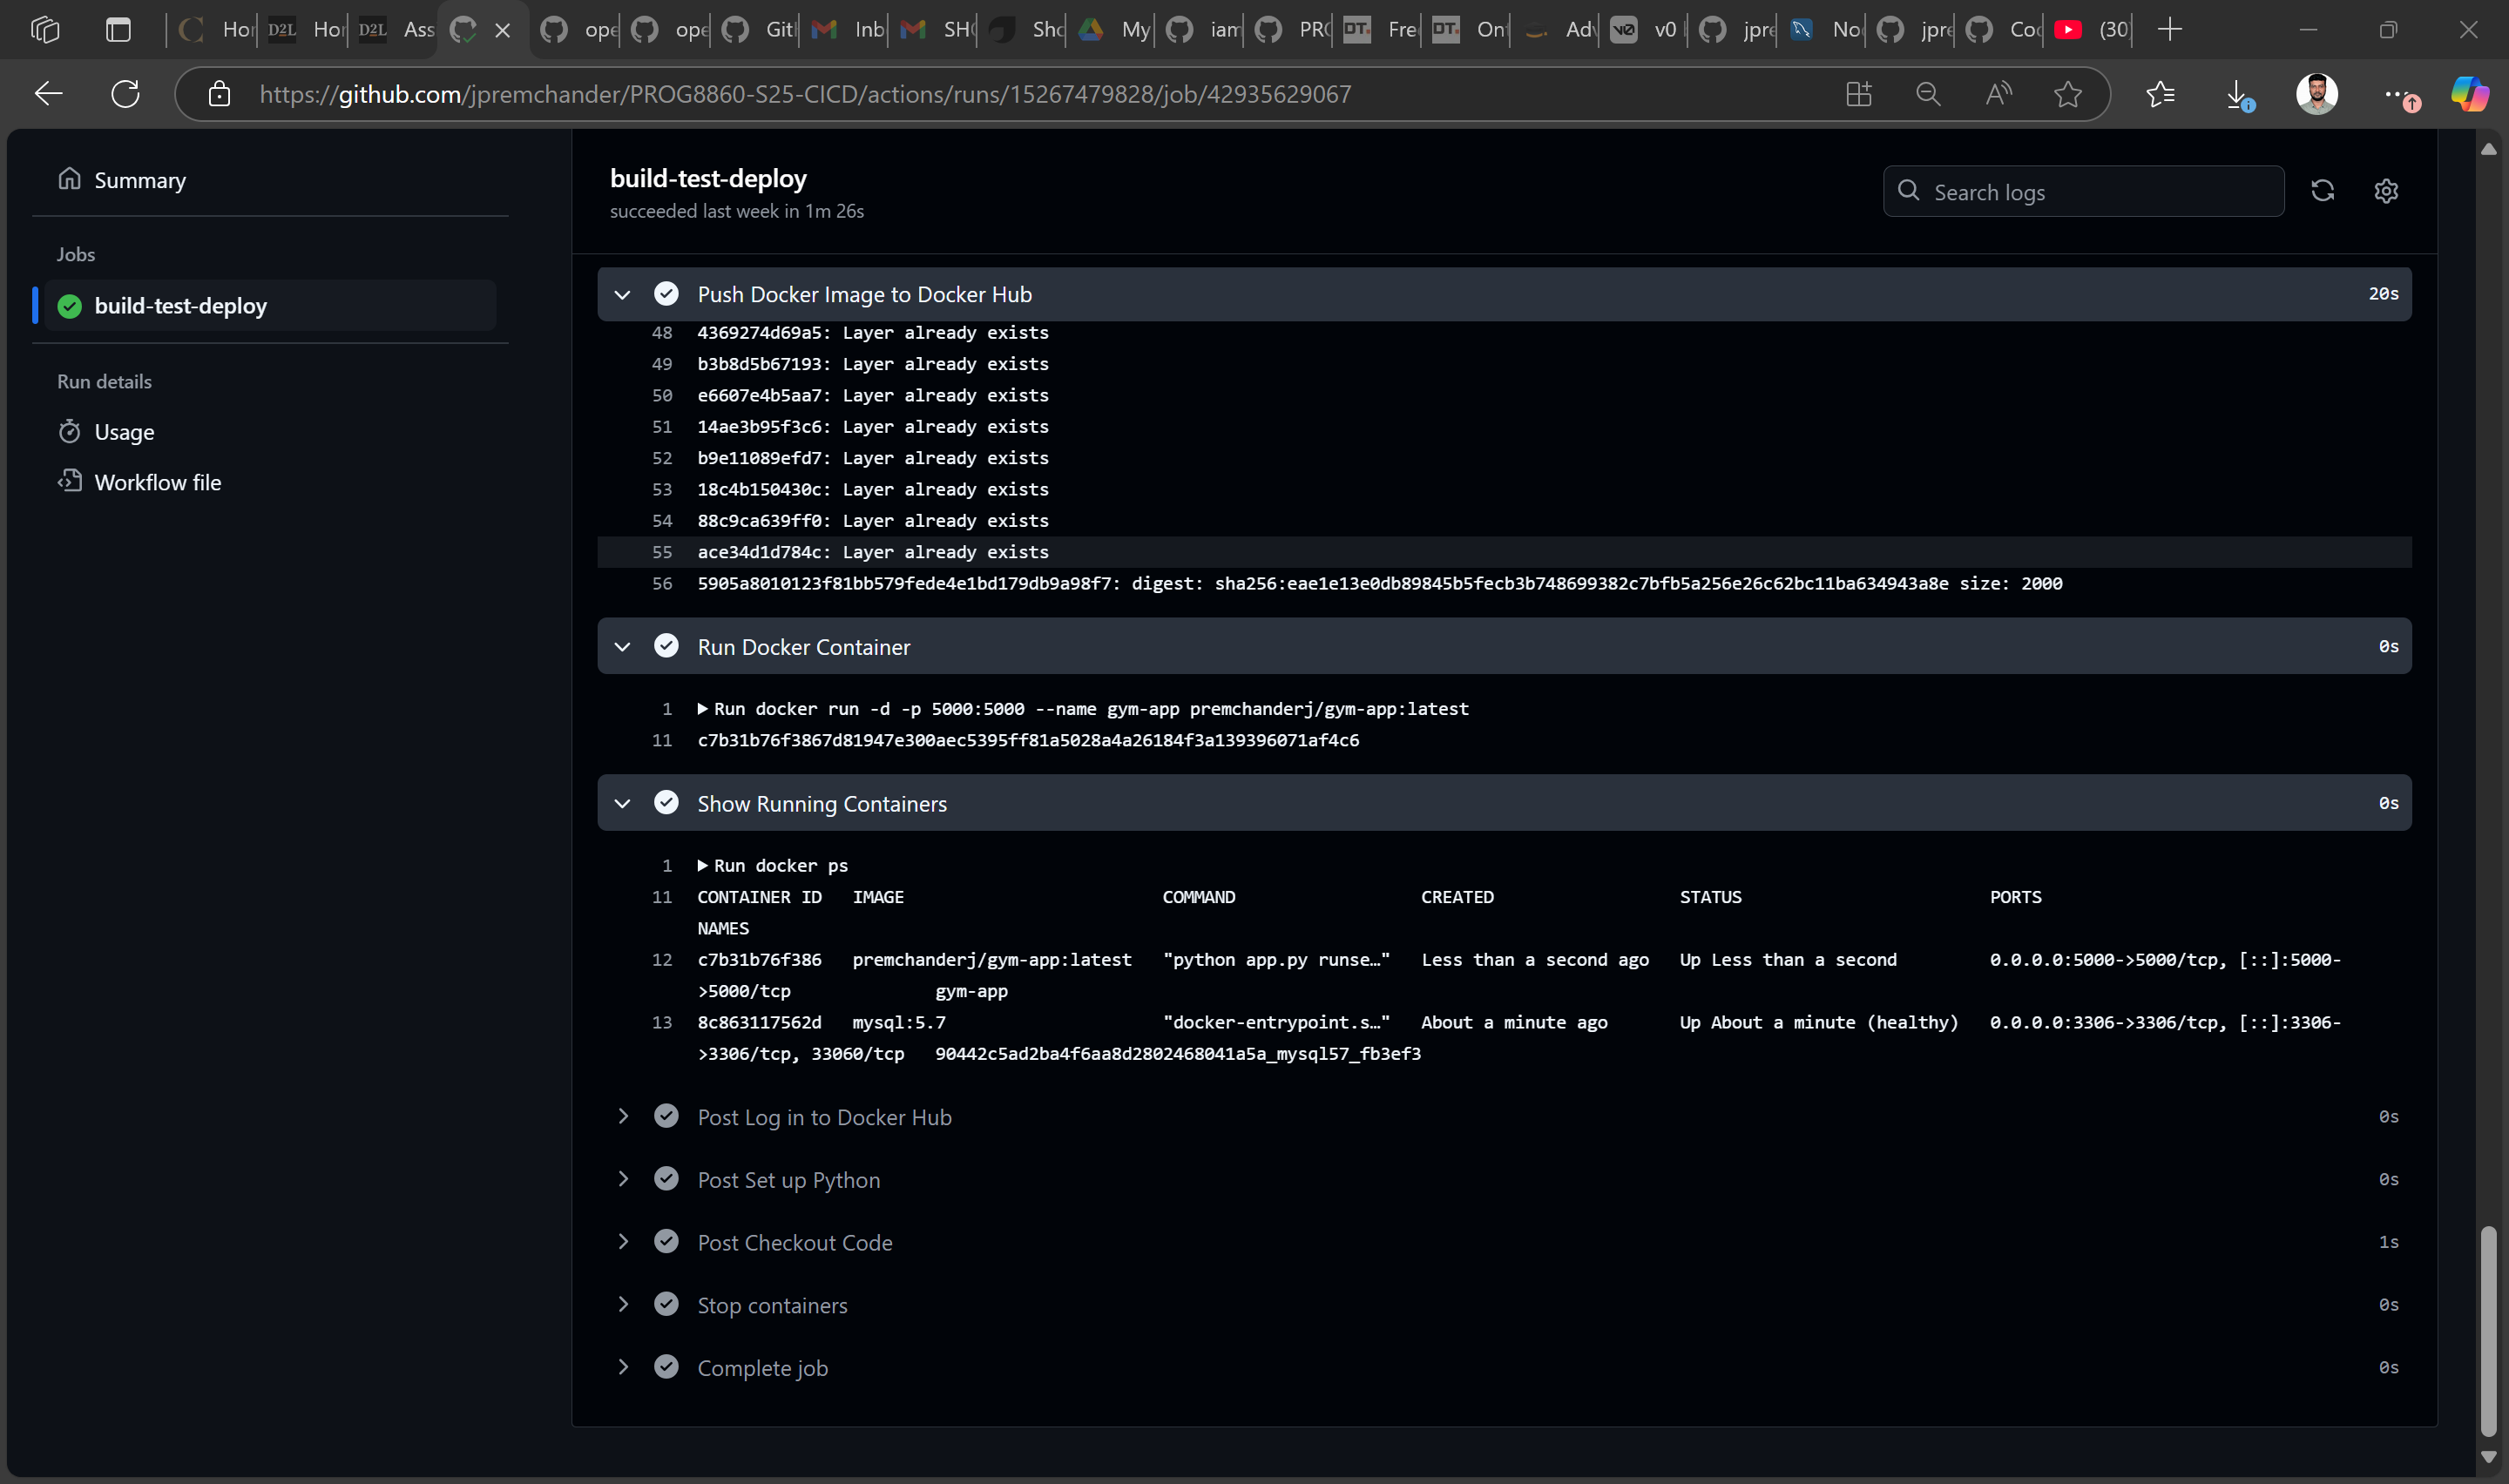 Hor
Hor
Ass
ope
ope
Git
Inb
SHO
Sho
My
iam
PRO
Fre
Ont
Adv
v0
jpre
Noc
jpre
Coc
(30)
https://github.com/jpremchander/PROG8860-S25-CICD/actions/runs/15267479828/job/42935629067
Summary
Jobs
build-test-deploy
Run details
Usage
Workflow file
build-test-deploy
succeeded last week in 1m 26s
Search logs
Push Docker Image to Docker Hub 20s
48 4369274d69a5: Layer already exists
49 b3b8d5b67193: Layer already exists
50 e6607e4b5aa7: Layer already exists
51 14ae3b95f3c6: Layer already exists
52 b9e11089efd7: Layer already exists
53 18c4b150430c: Layer already exists
54 88c9ca639ff0: Layer already exists
55 ace34d1d784c: Layer already exists
56 5905a8010123f81bb579fede4e1bd179db9a98f7: digest: sha256:eae1e13e0db89845b5fecb3b748699382c7bfb5a256e26c62bc11ba634943a8e size: 2000
Run Docker Container 0s
1 Run docker run -d -p 5000:5000 --name gym-app premchanderj/gym-app:latest
11 c7b31b76f3867d81947e300aec5395ff81a5028a4a26184f3a139396071af4c6
Show Running Containers 0s
1 Run docker ps
11 CONTAINER ID IMAGE COMMAND CREATED STATUS PORTS
NAMES
12 c7b31b76f386 premchanderj/gym-app:latest "python app.py runse…" Less than a second ago Up Less than a second 0.0.0.0:5000->5000/tcp, [::]:5000-
>5000/tcp gym-app
13 8c863117562d mysql:5.7 "docker-entrypoint.s…" About a minute ago Up About a minute (healthy) 0.0.0.0:3306->3306/tcp, [::]:3306-
>3306/tcp, 33060/tcp 90442c5ad2ba4f6aa8d2802468041a5a_mysql57_fb3ef3
Post Log in to Docker Hub 0s
Post Set up Python 0s
Post Checkout Code 1s
Stop containers 0s
Complete job 0s